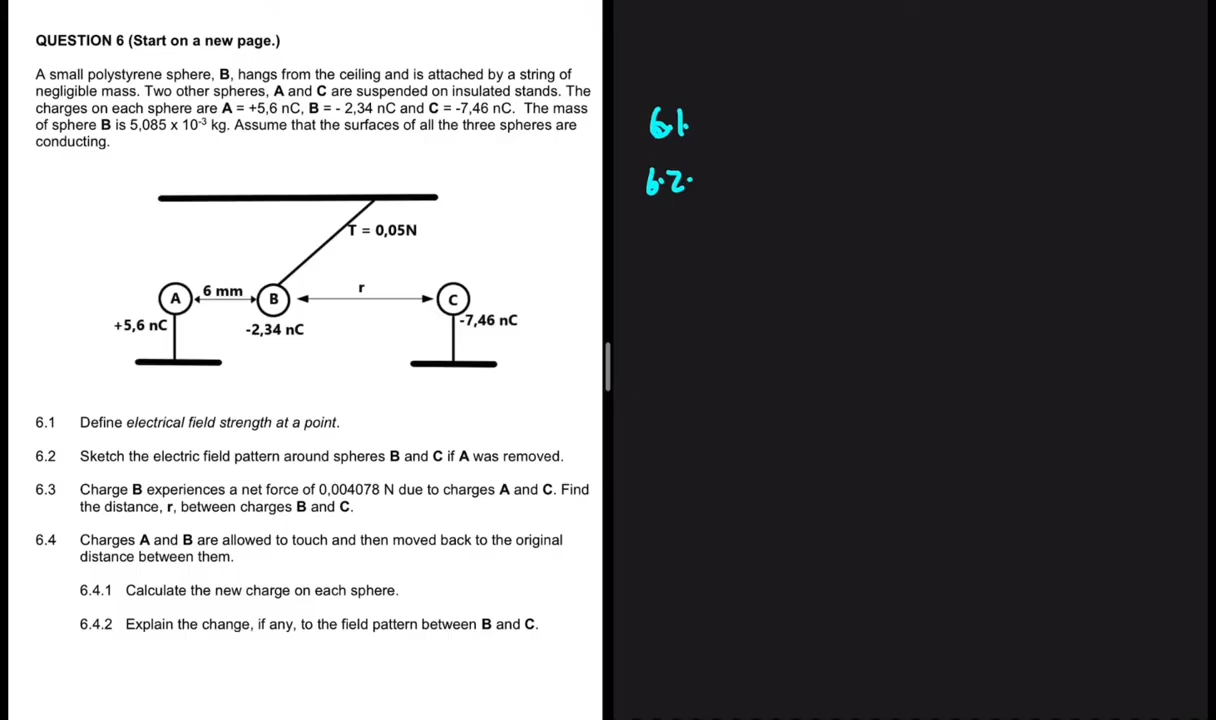 QUESTION 6 (Start on a new page.)
A small polystyrene sphere, B, hangs from the ceiling and is attached by a string of
negligible mass. Two other spheres, A and C are suspended on insulated stands. The
charges on each sphere are A = +5,6 nC, B = - 2,34 nC and C = -7,46 nC. The mass
of sphere B is 5,085 x 10⁻³ kg. Assume that the surfaces of all the three spheres are
conducting.
T = 0,05N
6 mm
r
A
B
C
+5,6 nC
-2,34 nC
-7,46 nC
6.1 Define electrical field strength at a point.
6.2 Sketch the electric field pattern around spheres B and C if A was removed.
6.3 Charge B experiences a net force of 0,004078 N due to charges A and C. Find
the distance, r, between charges B and C.
6.4 Charges A and B are allowed to touch and then moved back to the original
distance between them.
6.4.1 Calculate the new charge on each sphere.
6.4.2 Explain the change, if any, to the field pattern between B and C.
6.1.
6.2.